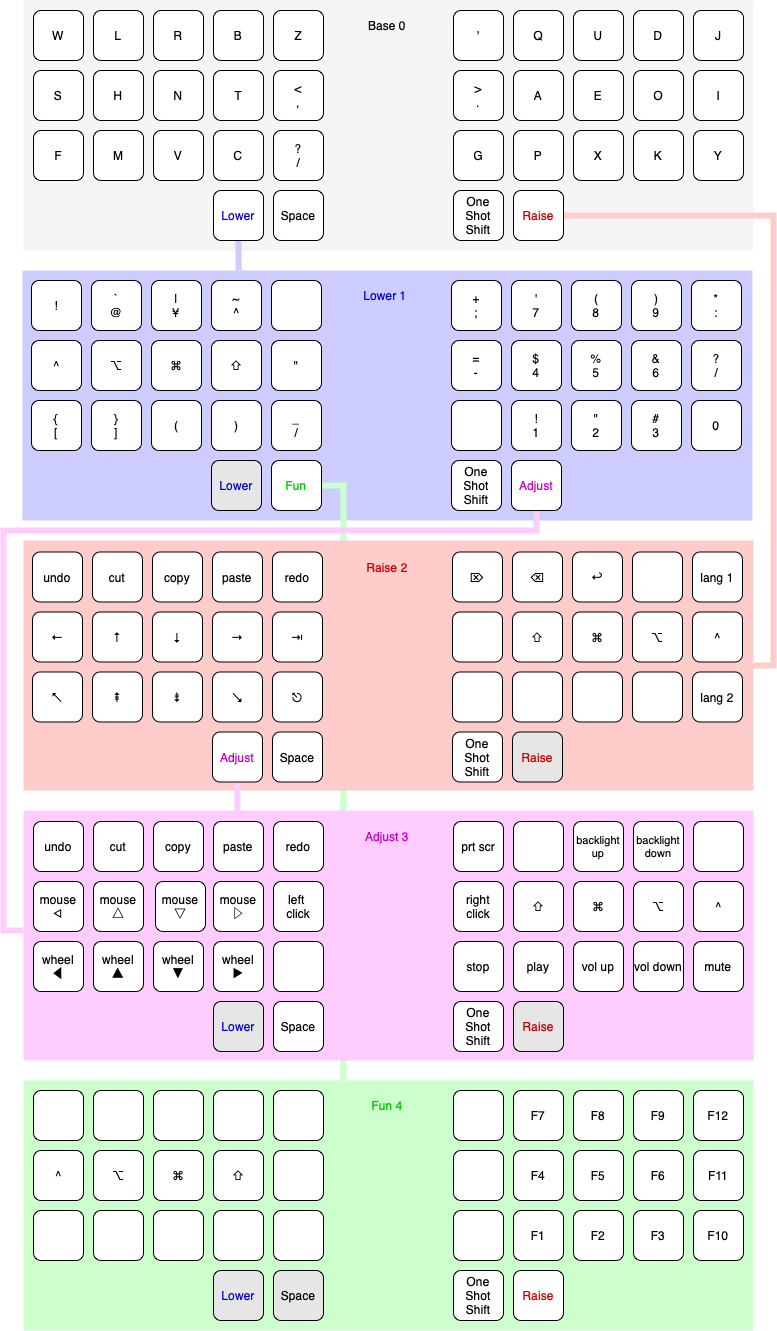 Base 0
W L R B Z ' Q U D J
S H N T < , > . A E O I
F M V C ? / G P X K Y
Lower Space One Shot Shift Raise
Lower 1
! ` @ | ¥ ~ ^ + ; ' 7 ( 8 ) 9 * :
^ ⌥ ⌘ ⇧ " = - $ 4 % 5 & 6 ? /
{ [ } ] ( ) _ / ! 1 " 2 # 3 0
Lower Fun One Shot Shift Adjust
Raise 2
undo cut copy paste redo ⌦ ⌫ ↩ lang 1
← ↑ ↓ → ⇥ ⇧ ⌘ ⌥ ^
↖ ⇞ ⇟ ↘ ⎋ lang 2
Adjust Space One Shot Shift Raise
Adjust 3
undo cut copy paste redo prt scr backlight up backlight down
mouse ◁ mouse △ mouse ▽ mouse ▷ left click right click ⇧ ⌘ ⌥ ^
wheel ◀ wheel ▲ wheel ▼ wheel ▶ stop play vol up vol down mute
Lower Space One Shot Shift Raise
Fun 4
F7 F8 F9 F12
^ ⌥ ⌘ ⇧ F4 F5 F6 F11
F1 F2 F3 F10
Lower Space One Shot Shift Raise